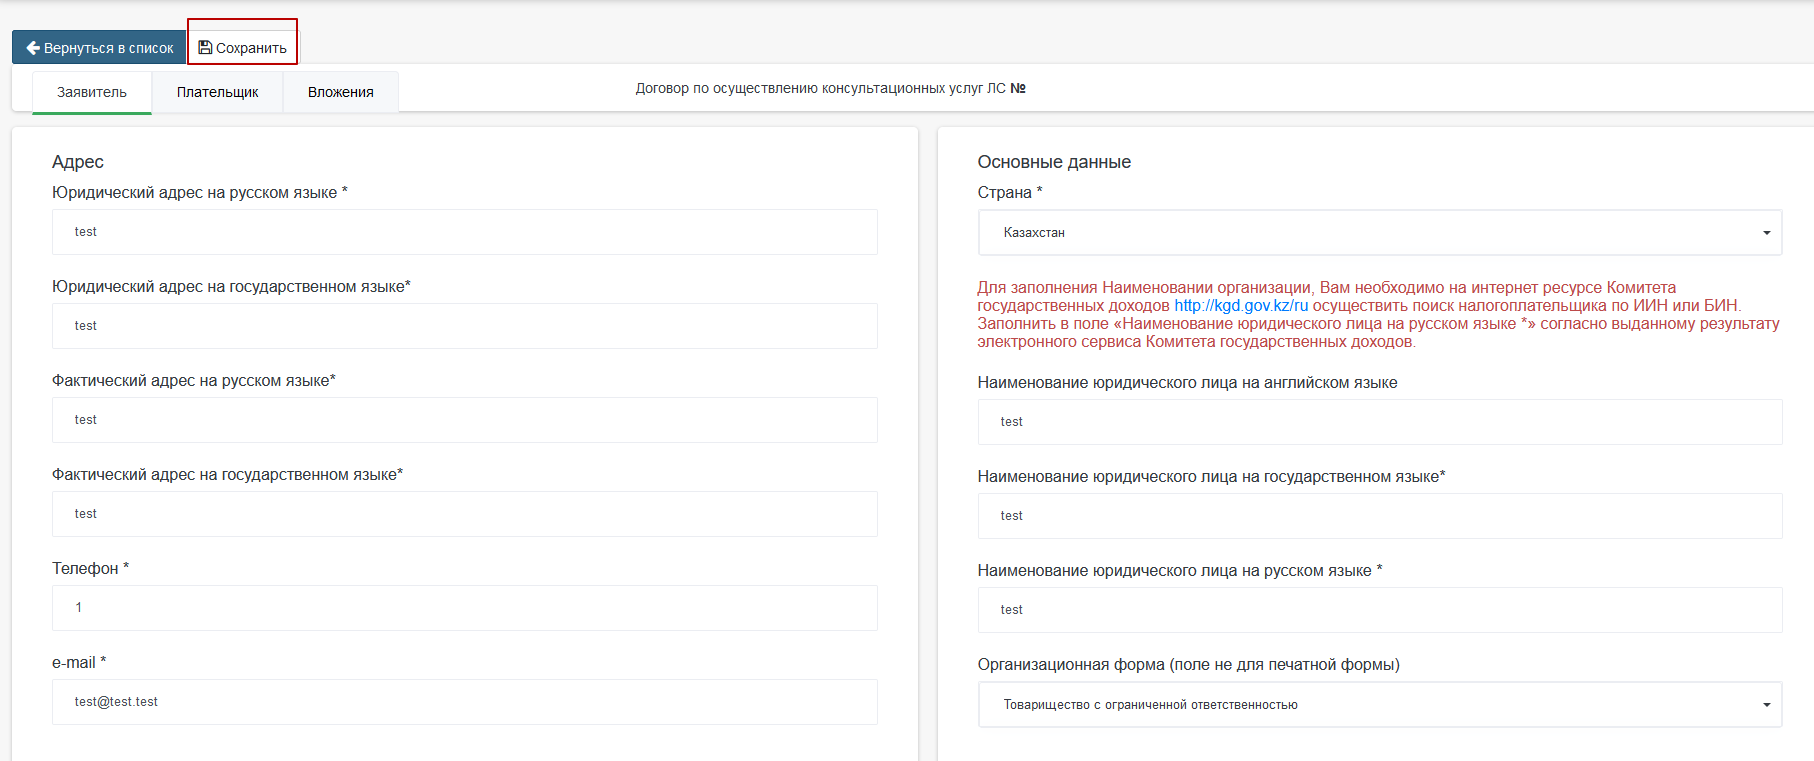 Вернуться в список
Сохранить
Заявитель
Плательщик
Вложения
Договор по осуществлению консультационных услуг ЛС №
Адрес
Юридический адрес на русском языке *
test
Юридический адрес на государственном языке*
test
Фактический адрес на русском языке*
test
Фактический адрес на государственном языке*
test
Телефон *
1
e-mail *
test@test.test
Основные данные
Страна *
Казахстан
Для заполнения Наименовании организации, Вам необходимо на интернет ресурсе Комитета
государственных доходов http://kgd.gov.kz/ru осуществить поиск налогоплательщика по ИИН или БИН.
Заполнить в поле «Наименование юридического лица на русском языке *» согласно выданному результату
электронного сервиса Комитета государственных доходов.
Наименование юридического лица на английском языке
test
Наименование юридического лица на государственном языке*
test
Наименование юридического лица на русском языке *
test
Организационная форма (поле не для печатной формы)
Товарищество с ограниченной ответственностью